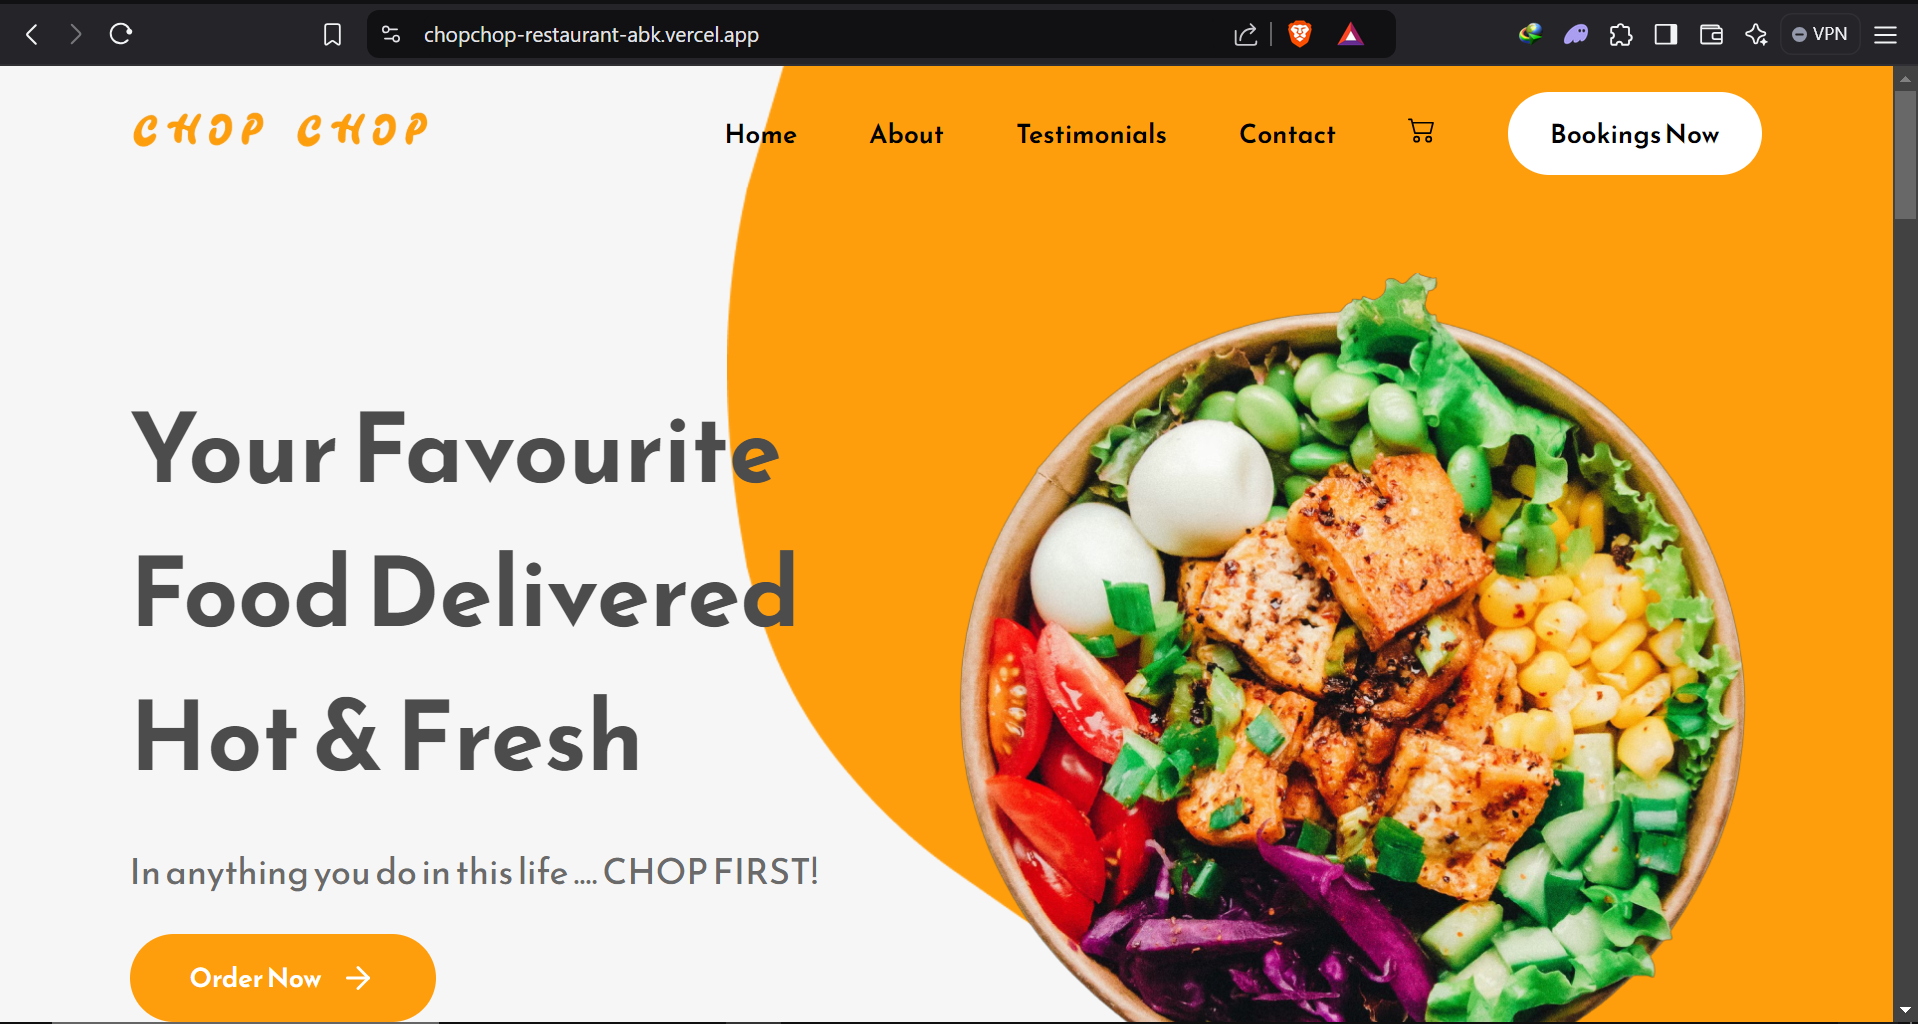 chopchop-restaurant-abk.vercel.app
VPN
CHOP CHOP
Home
About
Testimonials
Contact
Bookings Now
Your Favourite
Food Delivered
Hot & Fresh
In anything you do in this life .... CHOP FIRST!
Order Now